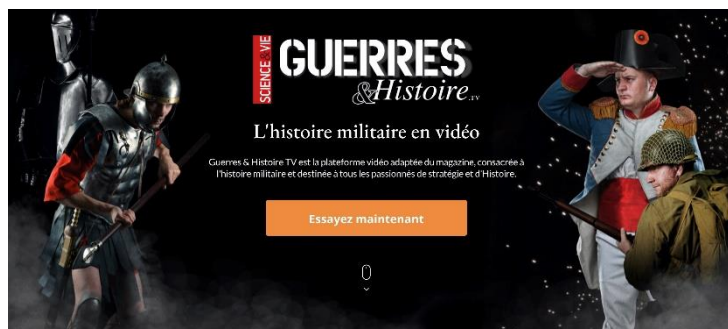 SCIENCE & VIE
GUERRES
&Histoire.TV
L'histoire militaire en vidéo
Guerres & Histoire TV est la plateforme vidéo adaptée du magazine, consacrée à
l'histoire militaire et destinée à tous les passionnés de stratégie et d'Histoire.
Essayez maintenant